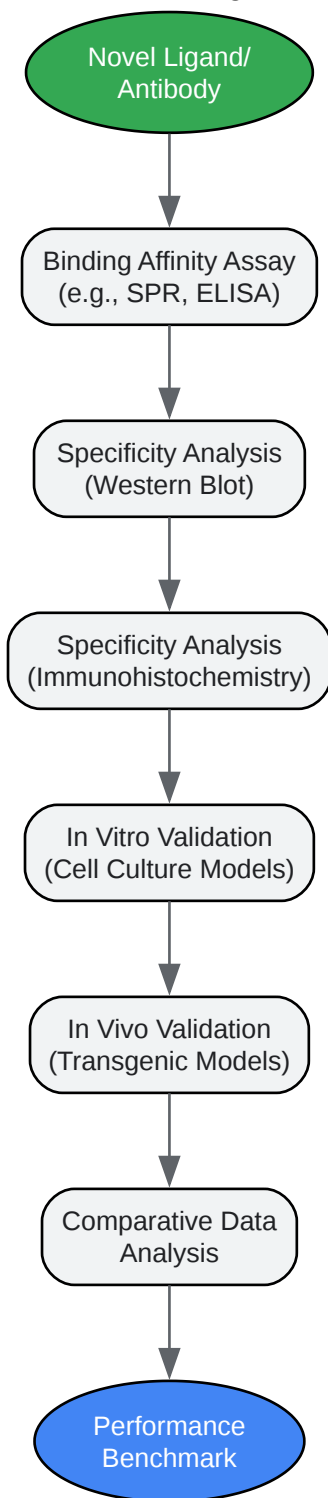 Novel Ligand/
Antibody
Binding Affinity Assay
(e.g., SPR, ELISA)
Specificity Analysis
(Western Blot)
Specificity Analysis
(Immunohistochemistry)
In Vitro Validation
(Cell Culture Models)
In Vivo Validation
(Transgenic Models)
Comparative Data
Analysis
Performance
Benchmark